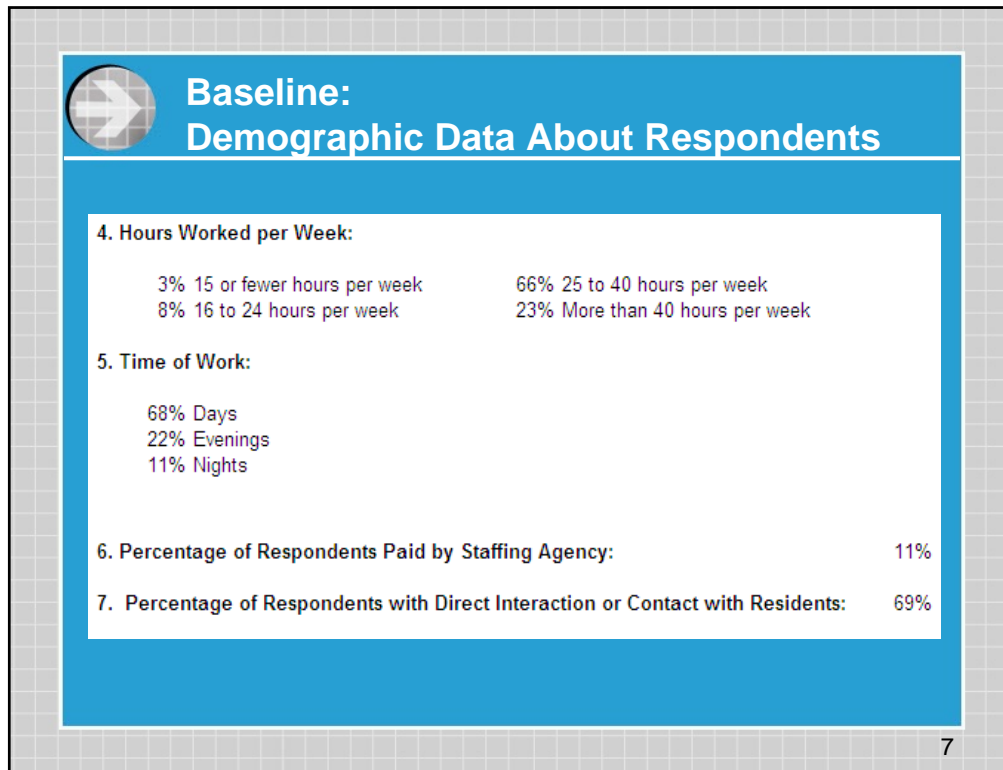 Baseline:
Demographic Data About Respondents
4. Hours Worked per Week:
3% 15 or fewer hours per week 66% 25 to 40 hours per week
8% 16 to 24 hours per week 23% More than 40 hours per week
5. Time of Work:
68% Days
22% Evenings
11% Nights
6. Percentage of Respondents Paid by Staffing Agency: 11%
7. Percentage of Respondents with Direct Interaction or Contact with Residents: 69%
7